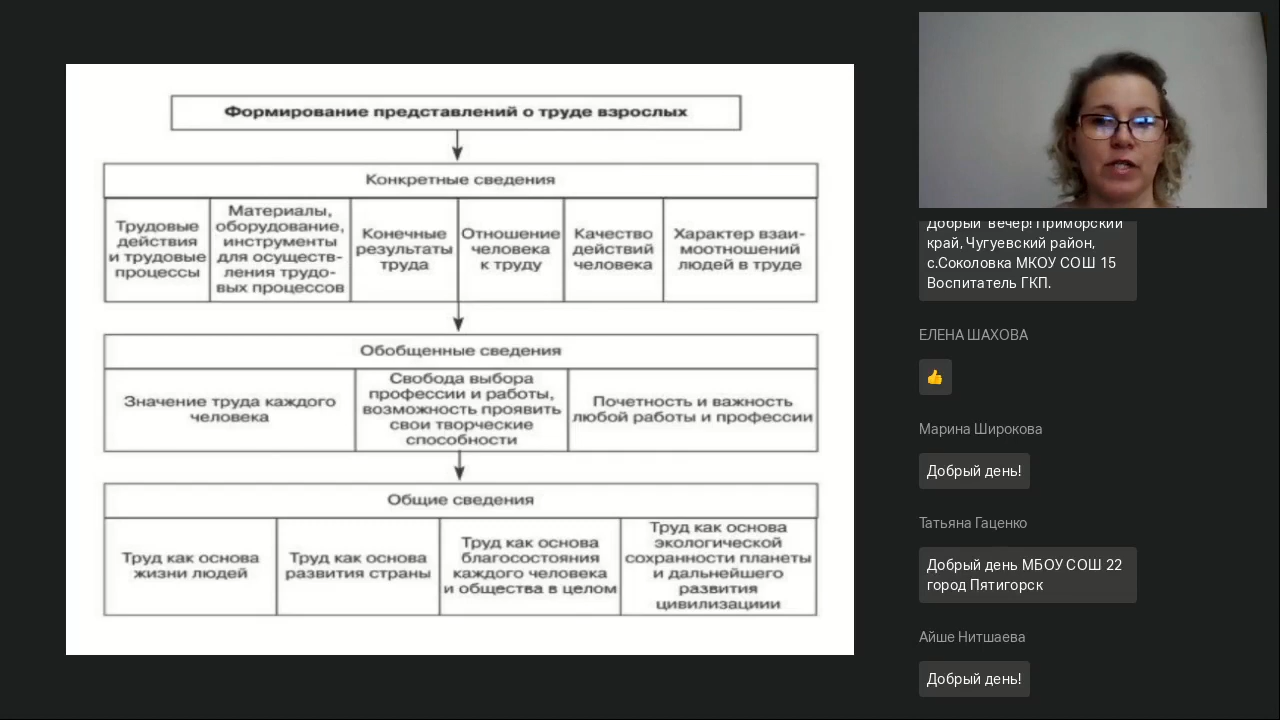 Формирование представлений о труде взрослых
Конкретные сведения
Трудовые
действия
и трудовые
процессы
Материалы,
оборудование,
инструменты
для осуществ-
ления трудо-
вых процессов
Конечные
результаты
труда
Отношение
человека
к труду
Качество
действий
человека
Характер взаи-
моотношений
людей в труде
Обобщенные сведения
Значение труда каждого
человека
Свобода выбора
профессии и работы,
возможность проявить
свои творческие
способности
Почетность и важность
любой работы и профессии
Общие сведения
Труд как основа
жизни людей
Труд как основа
развития страны
Труд как основа
благосостояния
каждого человека
и общества в целом
Труд как основа
экологической
сохранности планеты
и дальнейшего
развития
цивилизациии
Добрый вечер! Приморский
край, Чугуевский район,
с.Соколовка МКОУ СОШ 15
Воспитатель ГКП.
ЕЛЕНА ШАХОВА
👍
Марина Широкова
Добрый день!
Татьяна Гаценко
Добрый день МБОУ СОШ 22
город Пятигорск
Айше Нитшаева
Добрый день!